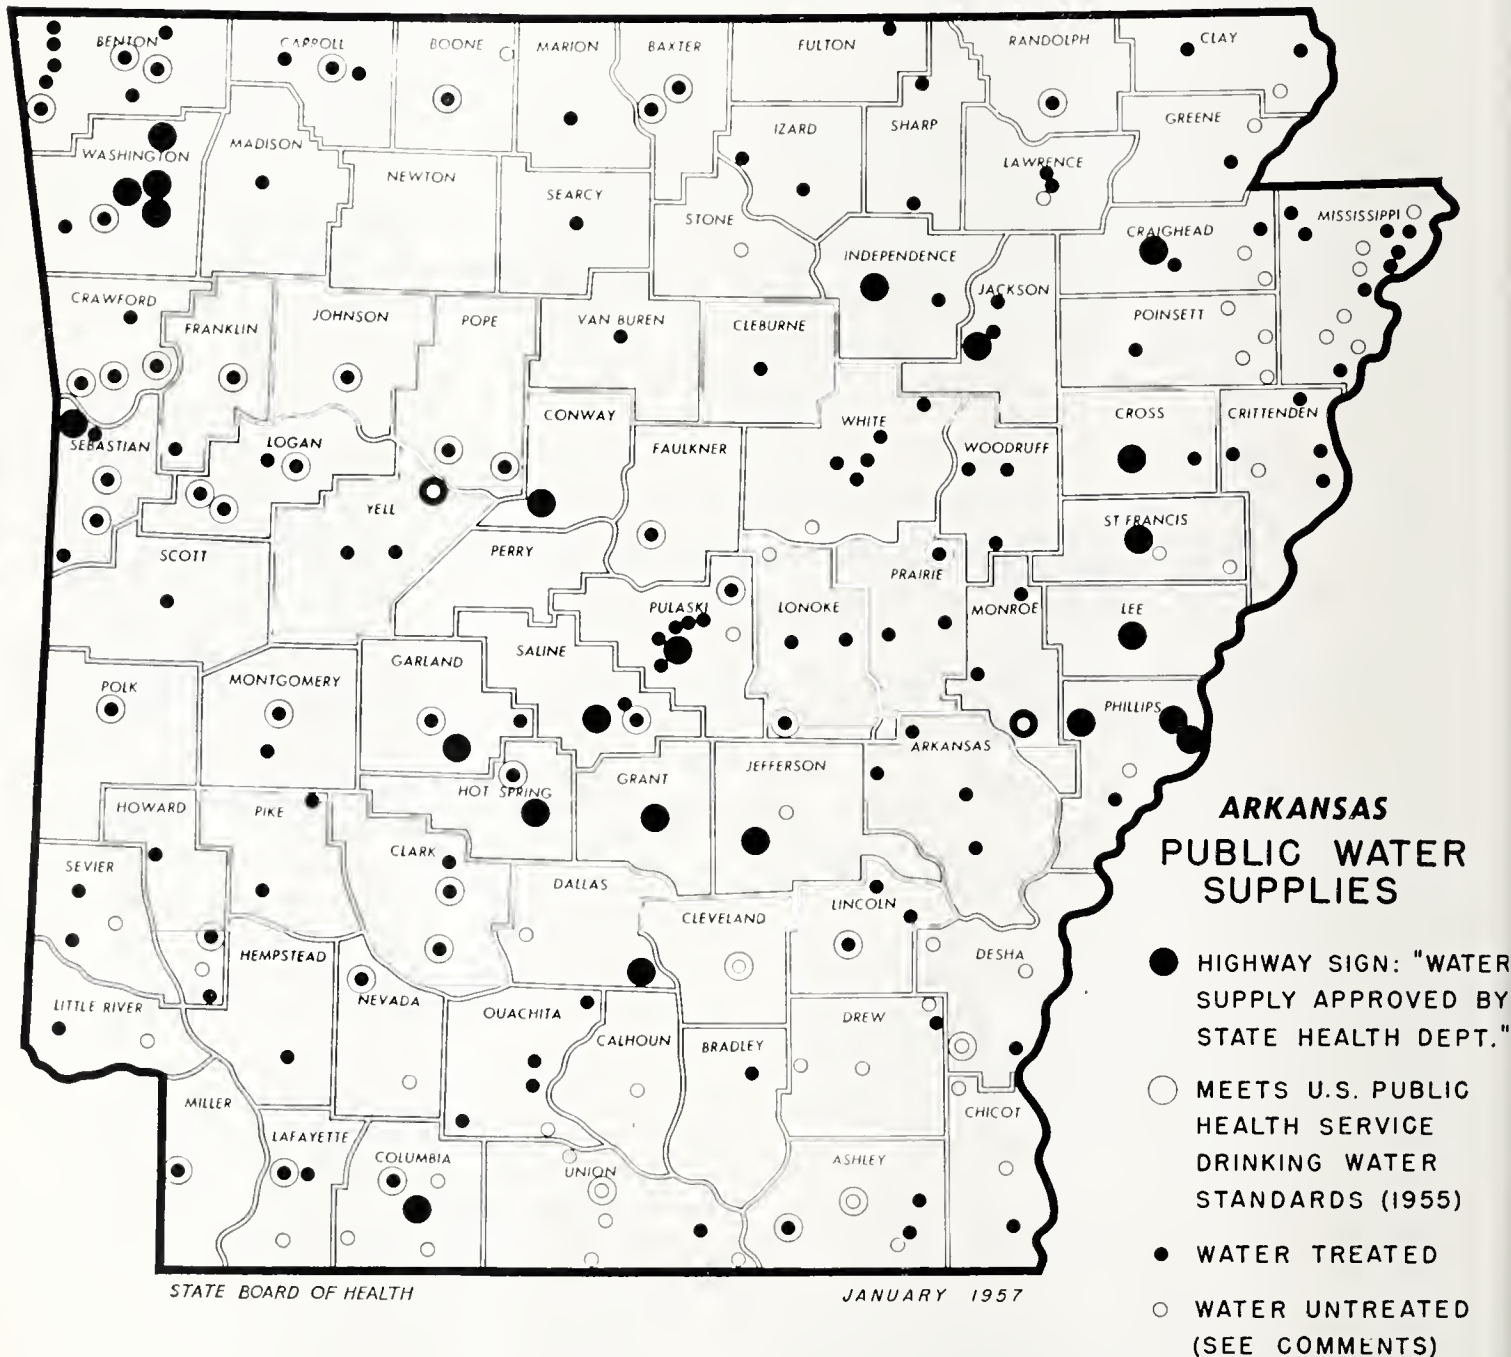 BENTON
CARROLL
BOONE
MARION
BAXTER
FULTON
RANDOLPH
CLAY
GREENE
IZARD
SHARP
LAWRENCE
WASHINGTON
MADISON
NEWTON
SEARCY
STONE
INDEPENDENCE
JACKSON
CRAIGHEAD
MISSISSIPPI
CRAWFORD
FRANKLIN
JOHNSON
POPE
VAN BUREN
CLEBURNE
POINSETT
SEBASTIAN
LOGAN
CONWAY
FAULKNER
WHITE
WOODRUFF
CROSS
CRITTENDEN
YELL
SCOTT
PERRY
ST FRANCIS
PULASKI
LONOKE
PRAIRIE
MONROE
LEE
POLK
MONTGOMERY
GARLAND
SALINE
PHILLIPS
HOT SPRING
GRANT
JEFFERSON
ARKANSAS
HOWARD
PIKE
CLARK
DALLAS
SEVIER
CLEVELAND
LINCOLN
DESHA
LITTLE RIVER
HEMPSTEAD
NEVADA
OUACHITA
CALHOUN
BRADLEY
DREW
CHICOT
MILLER
LAFAYETTE
COLUMBIA
UNION
ASHLEY
ARKANSAS
PUBLIC WATER
SUPPLIES
HIGHWAY SIGN: "WATER
SUPPLY APPROVED BY
STATE HEALTH DEPT."
MEETS U.S. PUBLIC
HEALTH SERVICE
DRINKING WATER
STANDARDS (1955)
WATER TREATED
WATER UNTREATED
(SEE COMMENTS)
STATE BOARD OF HEALTH
JANUARY 1957